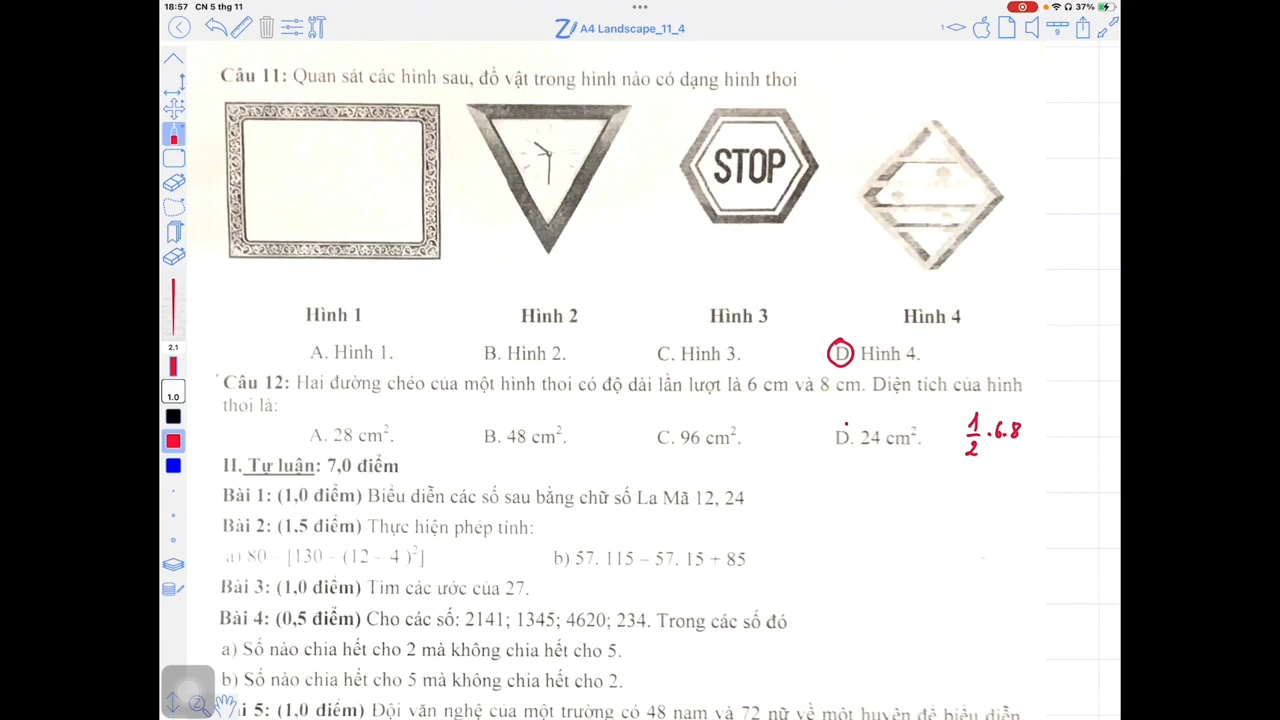 18:57 CN 5 thg 11
37%
A4 Landscape_11_4
Câu 11: Quan sát các hình sau, đồ vật trong hình nào có dạng hình thoi
STOP
Hình 1 Hình 2 Hình 3 Hình 4
A. Hình 1. B. Hình 2. C. Hình 3. D Hình 4.
Câu 12: Hai đường chéo của một hình thoi có độ dài lần lượt là 6 cm và 8 cm. Diện tích của hình
thoi là:
A. 28 cm². B. 48 cm². C. 96 cm². D. 24 cm². 1/2 .6.8
II. Tự luận: 7,0 điểm
Bài 1: (1,0 điểm) Biểu diễn các số sau bằng chữ số La Mã 12, 24
Bài 2: (1,5 điểm) Thực hiện phép tính:
a) 80 - [130 - (12 - 4 )²] b) 57. 115 - 57. 15 + 85
Bài 3: (1,0 điểm) Tìm các ước của 27.
Bài 4: (0,5 điểm) Cho các số: 2141; 1345; 4620; 234. Trong các số đó
a) Số nào chia hết cho 2 mà không chia hết cho 5.
b) Số nào chia hết cho 5 mà không chia hết cho 2.
i 5: (1,0 điểm) Đội văn nghệ của một trường có 48 nam và 72 nữ về một huyện để biểu diễn
2.1
1.0